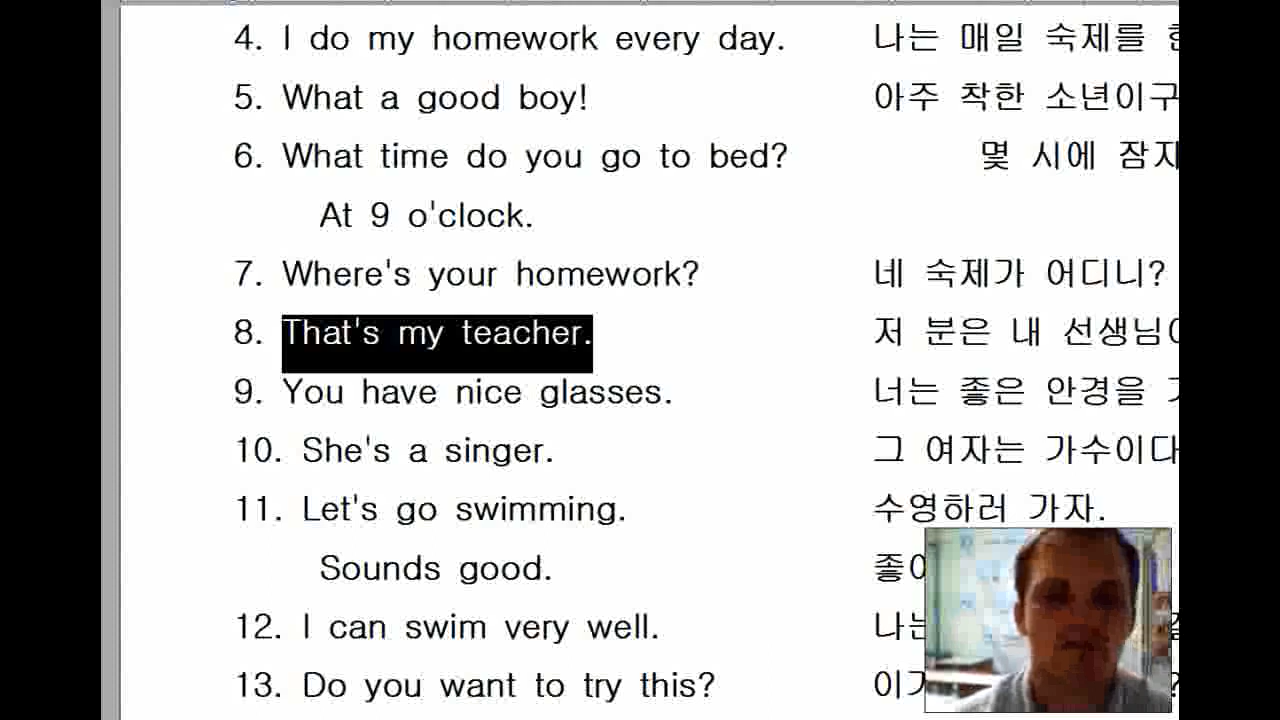 4. I do my homework every day. 나는 매일 숙제를
5. What a good boy! 아주 착한 소년이구
6. What time do you go to bed? 몇 시에 잠자
At 9 o'clock.
7. Where's your homework? 네 숙제가 어디니?
8. That's my teacher. 저 분은 내 선생님
9. You have nice glasses. 너는 좋은 안경을
10. She's a singer. 그 여자는 가수이다
11. Let's go swimming. 수영하러 가자.
Sounds good.
12. I can swim very well. 나는
13. Do you want to try this?